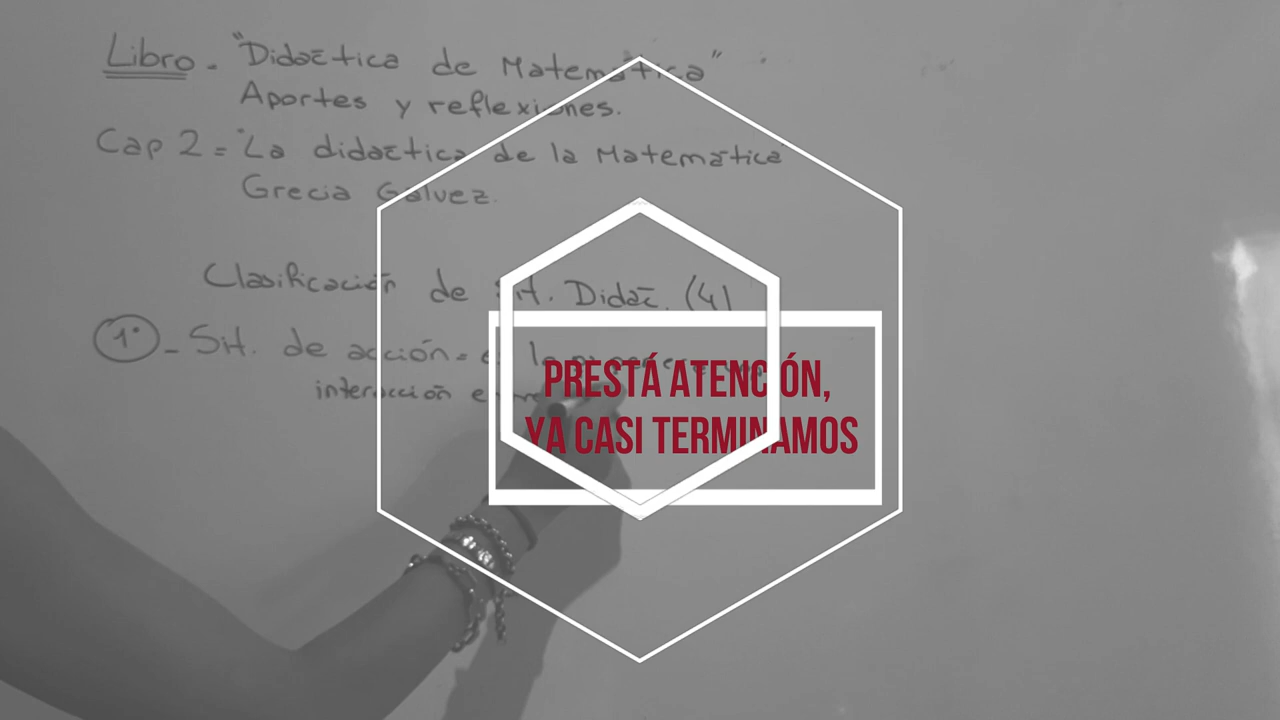 Libro. "Didáctica de Matemática"
Aportes y reflexiones.
Cap 2 = "La didáctica de la Matemática
Grecia Galvez.
Clasificación de Sit. Didác. (4)
1° - Sit. de acción =
interacción
PRESTÁ ATENCIÓN,
YA CASI TERMINAMOS